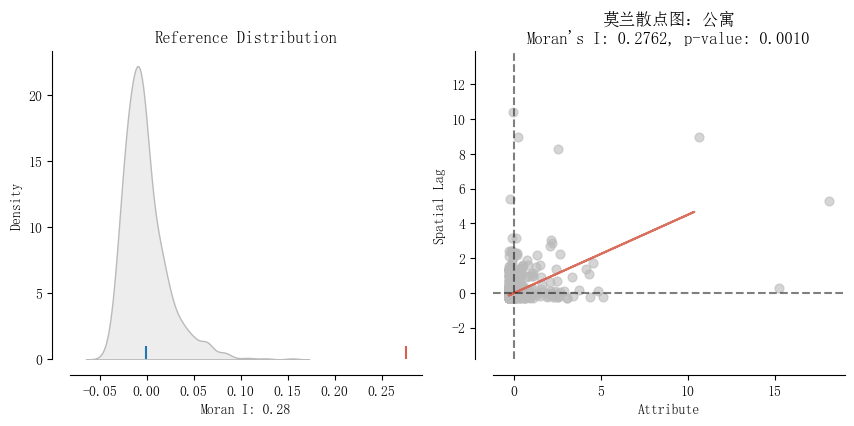 Reference Distribution
Density
20
15
10
5
0
−0.05 0.00 0.05 0.10 0.15 0.20 0.25
Moran I: 0.28
莫兰散点图：公寓
Moran's I: 0.2762, p-value: 0.0010
Spatial Lag
12
10
8
6
4
2
0
−2
0 5 10 15
Attribute